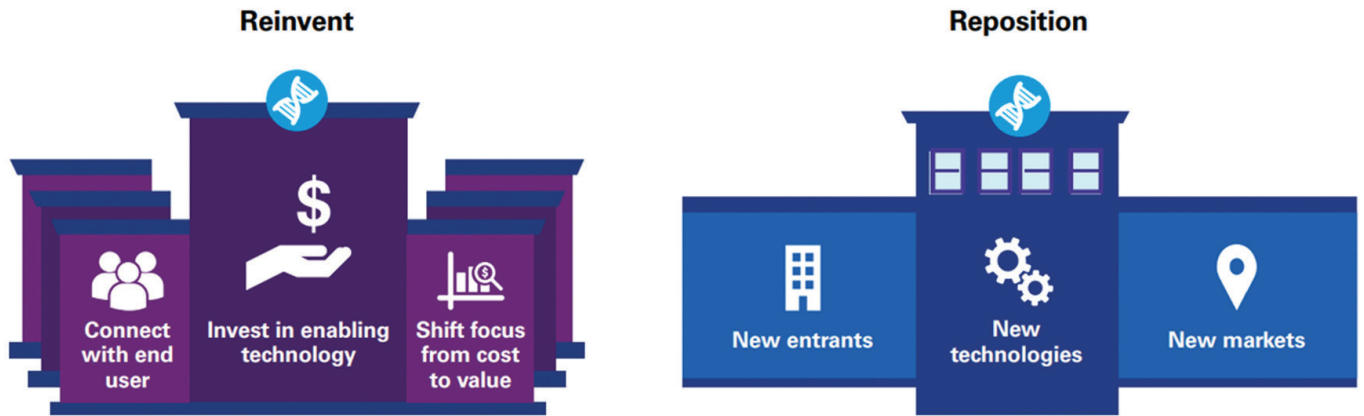 Reinvent
Connect
with end
user
Invest in enabling
technology
$
Shift focus
from cost
to value
$
Reposition
New entrants
New
technologies
New markets